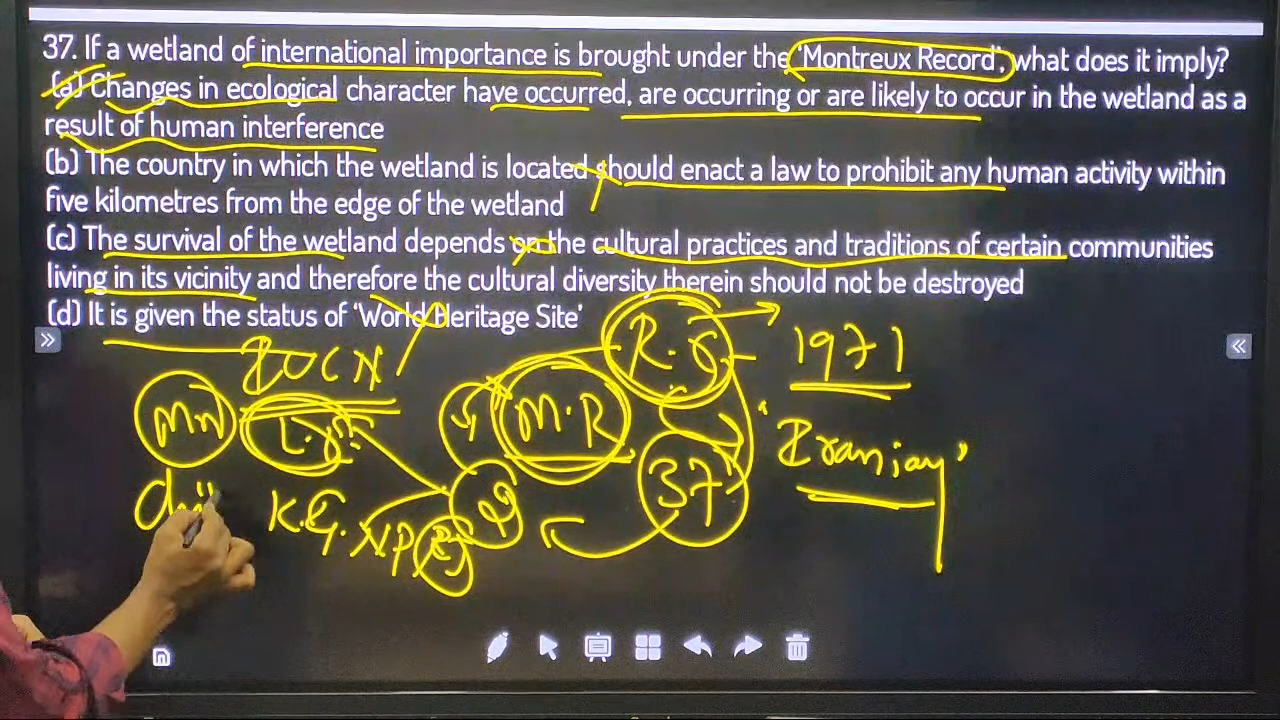 37. If a wetland of international importance is brought under the ‘Montreux Record’, what does it imply?
(a) Changes in ecological character have occurred, are occurring or are likely to occur in the wetland as a
result of human interference
(b) The country in which the wetland is located should enact a law to prohibit any human activity within
five kilometres from the edge of the wetland
(c) The survival of the wetland depends on the cultural practices and traditions of certain communities
living in its vicinity and therefore the cultural diversity therein should not be destroyed
(d) It is given the status of ‘World Heritage Site’
R.S
1971
M.R
37
K.G. NP